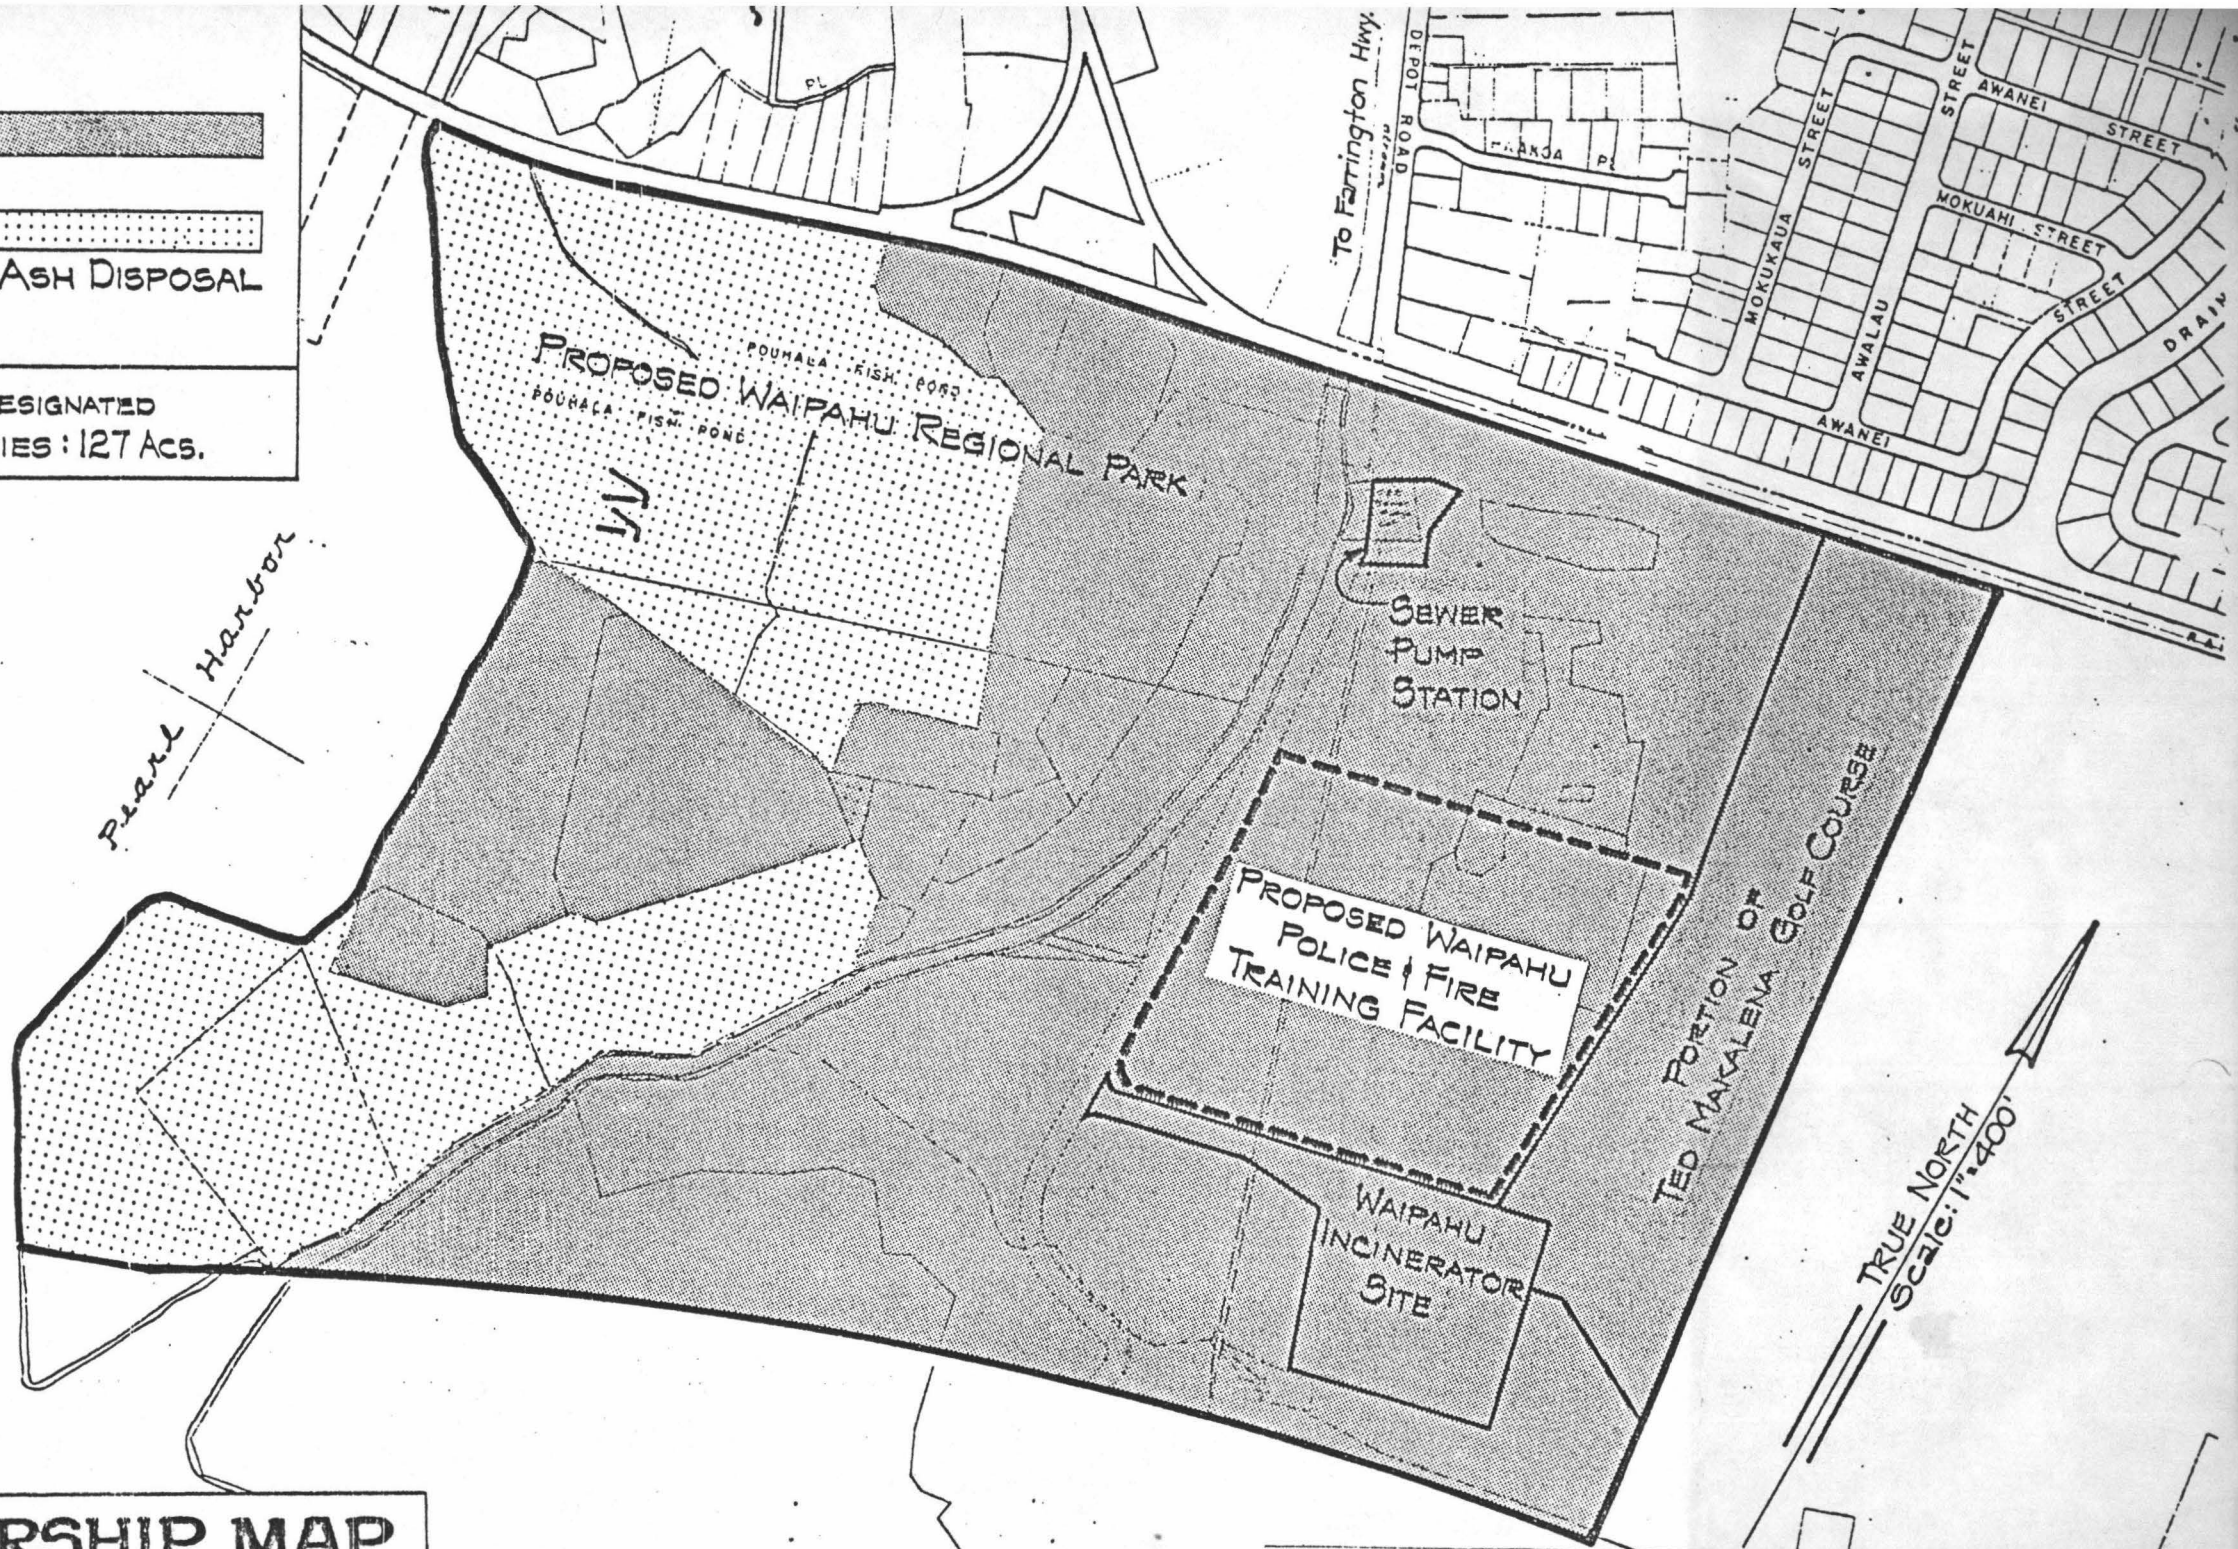 ASH DISPOSAL
ESIGNATED
IES : 127 ACS.
PL
To Farrington Hwy.
DEPOT ROAD
PL
MOKUKAUA STREET
STREET
AWANEI STREET
MOKUAHI STREET
AWALAU
STREET
DRAIN
AWANEI
POUHALA FISH POND
PROPOSED WAIPAHU REGIONAL PARK
POUHALA FISH POND
Pearl Harbor
SEWER
PUMP
STATION
PROPOSED WAIPAHU
POLICE & FIRE
TRAINING FACILITY
PORTION OF
TED MAKALENA GOLF COURSE
WAIPAHU
INCINERATOR
SITE
TRUE NORTH
Scale: 1"=400'
RSHIP MAP